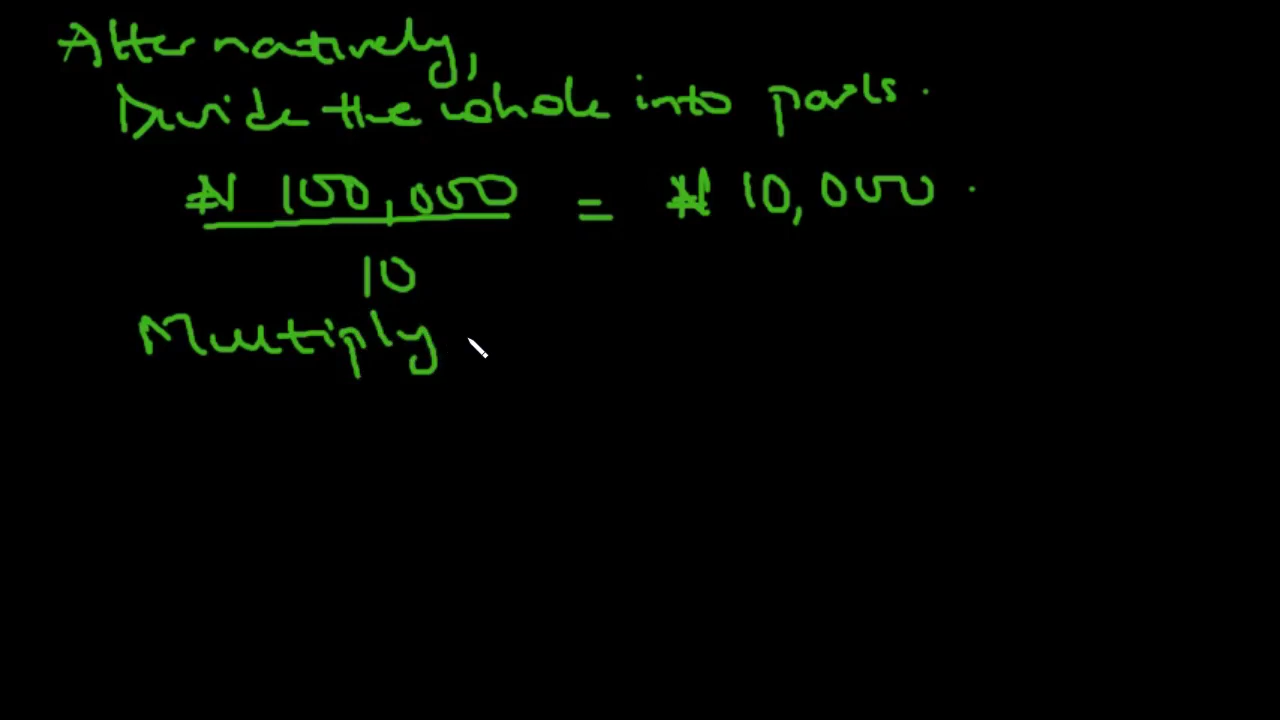 Alternatively,
Divide the whole into parts.
₦ 100,000 = ₦ 10,000.
10
Multiply